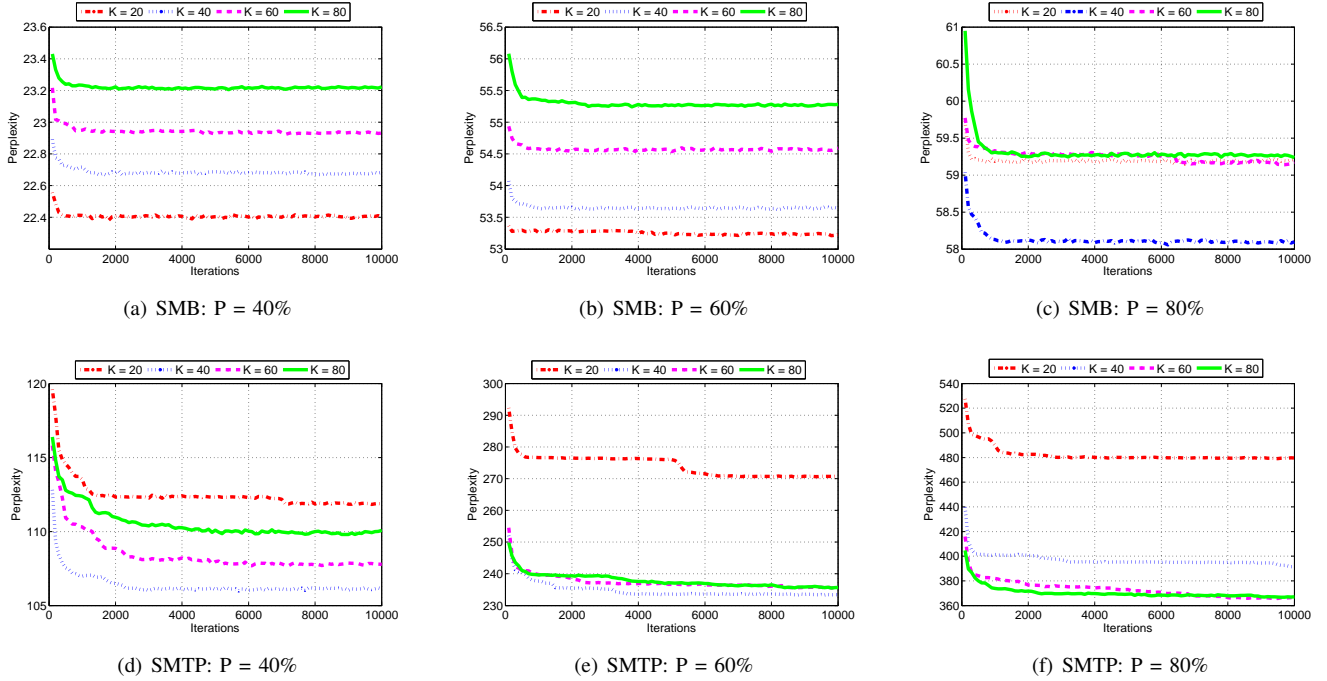 K = 20 K = 40 K = 60 K = 80
23.6
23.4
23.2
23
22.8
22.6
22.4
Perplexity
0 2000 4000 6000 8000 10000
Iterations
(a) SMB: P = 40%
K = 20 K = 40 K = 60 K = 80
56.5
56
55.5
55
54.5
54
53.5
53
Perplexity
0 2000 4000 6000 8000 10000
Iterations
(b) SMB: P = 60%
K = 20 K = 40 K = 60 K = 80
61
60.5
60
59.5
59
58.5
58
Perplexity
0 2000 4000 6000 8000 10000
Iterations
(c) SMB: P = 80%
K = 20 K = 40 K = 60 K = 80
120
115
110
105
Perplexity
0 2000 4000 6000 8000 10000
Iterations
(d) SMTP: P = 40%
K = 20 K = 40 K = 60 K = 80
300
290
280
270
260
250
240
230
Perplexity
0 2000 4000 6000 8000 10000
Iterations
(e) SMTP: P = 60%
K = 20 K = 40 K = 60 K = 80
540
520
500
480
460
440
420
400
380
360
Perplexity
0 2000 4000 6000 8000 10000
Iterations
(f) SMTP: P = 80%